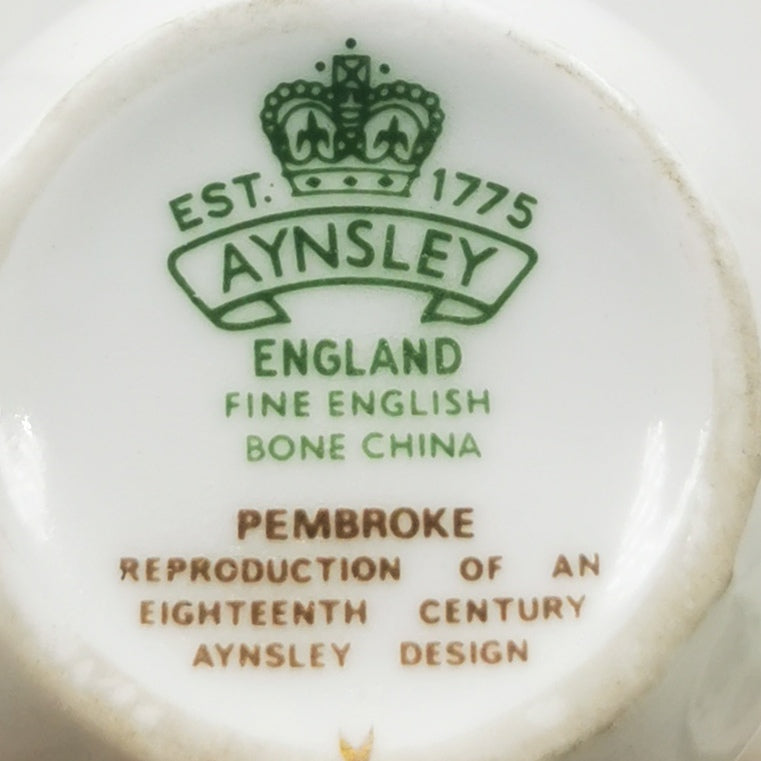 EST. 1775
AYNSLEY
ENGLAND
FINE ENGLISH
BONE CHINA
PEMBROKE
REPRODUCTION OF AN
EIGHTEENTH CENTURY
AYNSLEY DESIGN